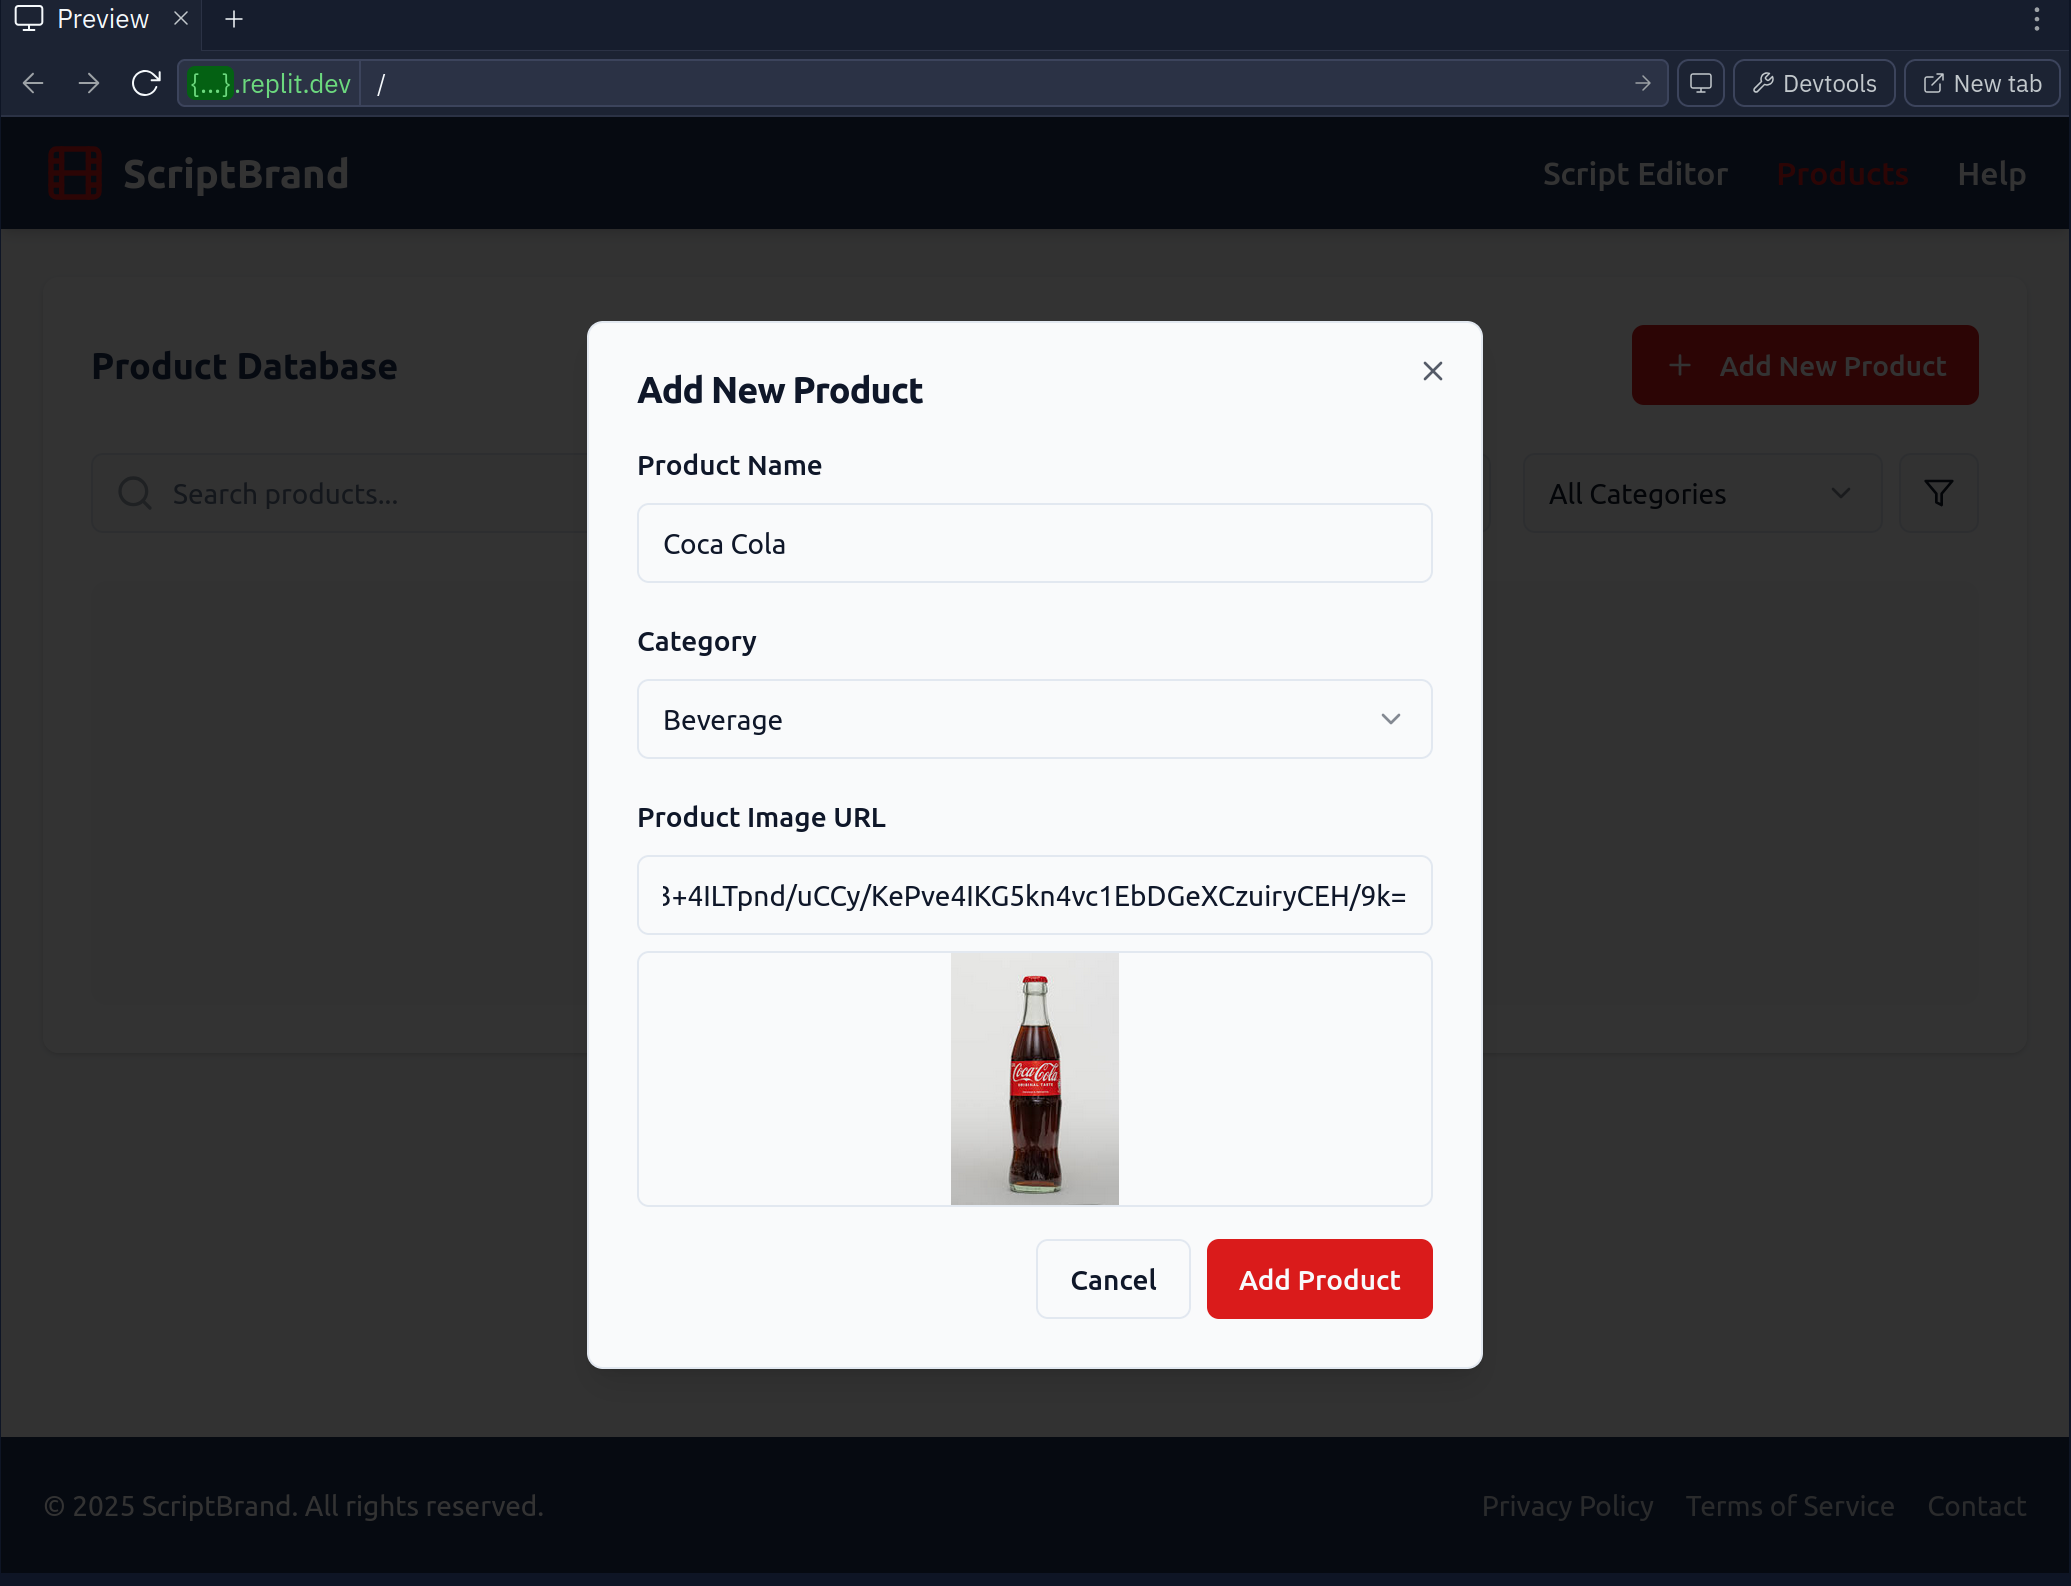 Preview
{...}.replit.dev /
Devtools
New tab
ScriptBrand
Script Editor
Products
Help
Product Database
Add New Product
Search products...
All Categories
Add New Product
Product Name
Coca Cola
Category
Beverage
Product Image URL
3+4ILTpnd/uCCy/KePve4IKG5kn4vc1EbDGeXCzuiryCEH/9k=
Coca-Cola
ORIGINAL TASTE
Cancel
Add Product
© 2025 ScriptBrand. All rights reserved.
Privacy Policy
Terms of Service
Contact